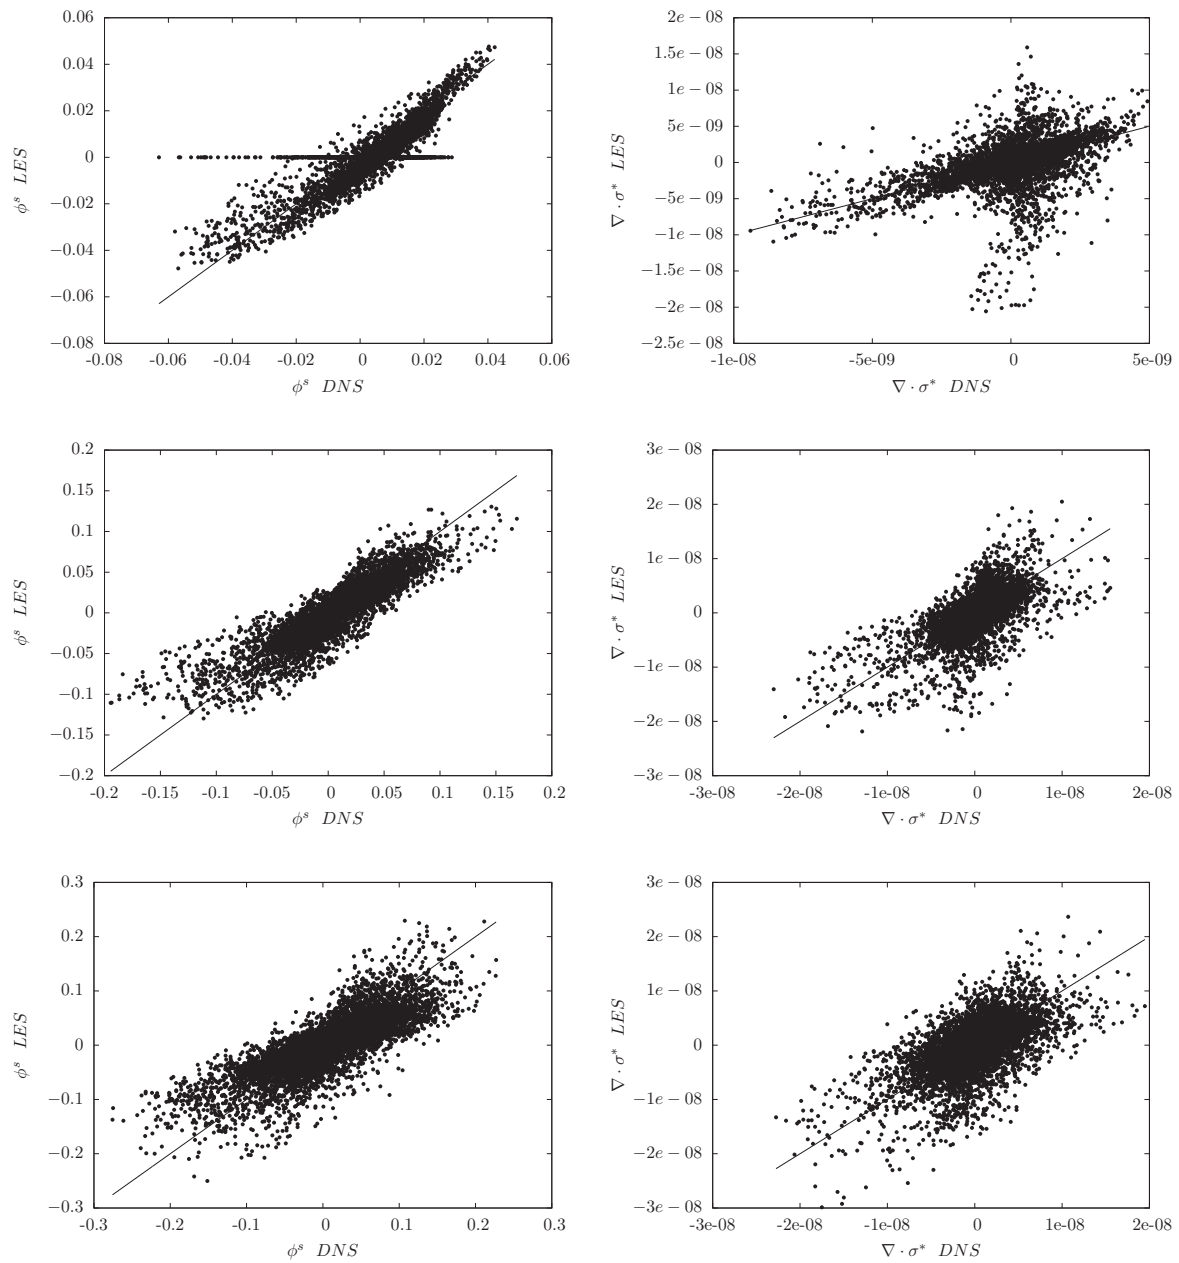 0.06
0.04
0.02
0
−0.02
−0.04
−0.06
−0.08
-0.08 -0.06 -0.04 -0.02 0 0.02 0.04 0.06
ϕˢ LES
ϕˢ DNS
2e − 08
1.5e − 08
1e − 08
5e − 09
0
−5e − 09
−1e − 08
−1.5e − 08
−2e − 08
−2.5e − 08
-1e-08 -5e-09 0 5e-09
∇ · σ* LES
∇ · σ* DNS
0.2
0.15
0.1
0.05
0
−0.05
−0.1
−0.15
−0.2
-0.2 -0.15 -0.1 -0.05 0 0.05 0.1 0.15 0.2
ϕˢ LES
ϕˢ DNS
3e − 08
2e − 08
1e − 08
0
−1e − 08
−2e − 08
−3e − 08
-3e-08 -2e-08 -1e-08 0 1e-08 2e-08
∇ · σ* LES
∇ · σ* DNS
0.3
0.2
0.1
0
−0.1
−0.2
−0.3
-0.3 -0.2 -0.1 0 0.1 0.2 0.3
ϕˢ LES
ϕˢ DNS
3e − 08
2e − 08
1e − 08
0
−1e − 08
−2e − 08
−3e − 08
-3e-08 -2e-08 -1e-08 0 1e-08 2e-08
∇ · σ* LES
∇ · σ* DNS